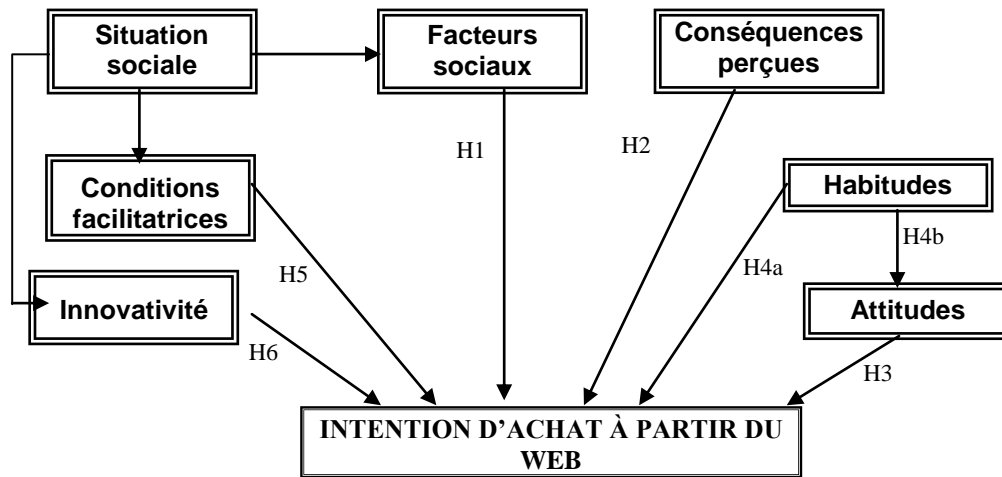 Situation
sociale
Facteurs
sociaux
Conséquences
perçues
H1
H2
Conditions
facilitatrices
Habitudes
H4b
H4a
H5
Innovativité
Attitudes
H6
H3
INTENTION D’ACHAT À PARTIR DU
WEB